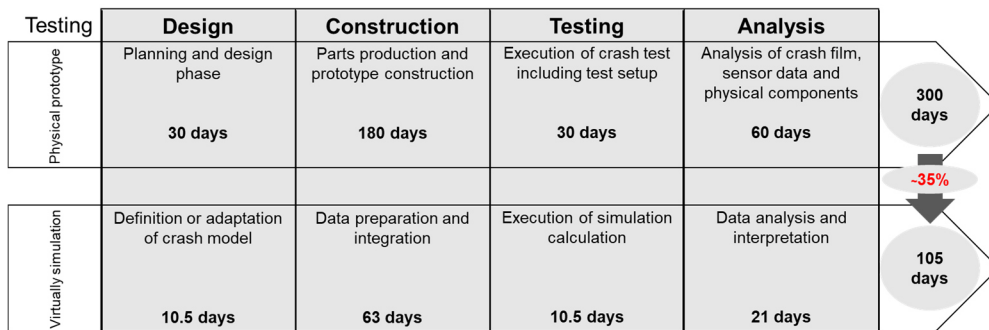 Testing
Design
Construction
Testing
Analysis
Physical prototype
Planning and design
phase
30 days
Parts production and
prototype construction
180 days
Execution of crash test
including test setup
30 days
Analysis of crash film,
sensor data and
physical components
60 days
300
days
~35%
Virtually simulation
Definition or adaptation
of crash model
10.5 days
Data preparation and
integration
63 days
Execution of simulation
calculation
10.5 days
Data analysis and
interpretation
21 days
105
days